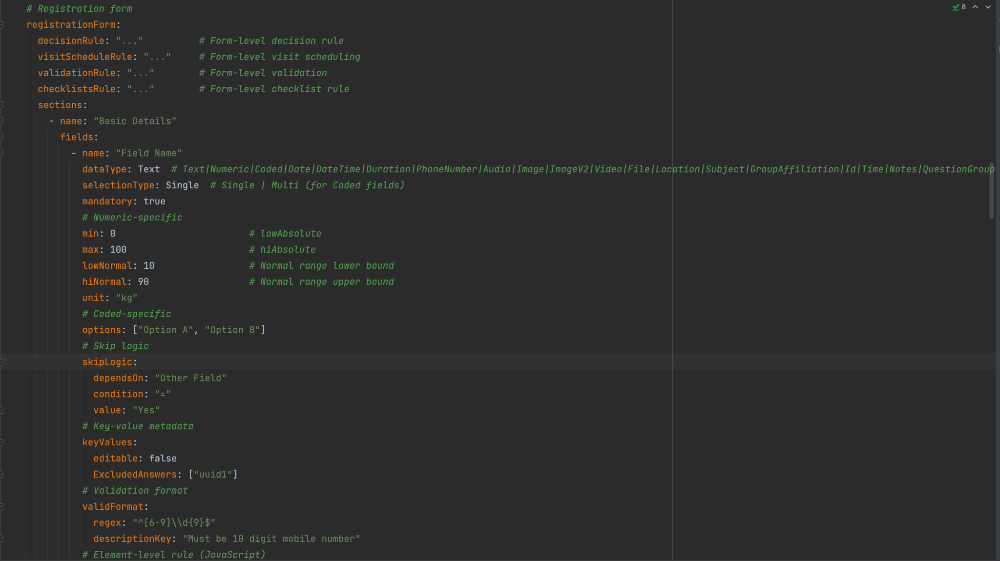 # Registration form
8
registrationForm:
  decisionRule: "..."          # Form-level decision rule
  visitScheduleRule: "..."     # Form-level visit scheduling
  validationRule: "..."        # Form-level validation
  checklistsRule: "..."        # Form-level checklist rule
  sections:
    - name: "Basic Details"
      fields:
        - name: "Field Name"
          dataType: Text  # Text|Numeric|Coded|Date|DateTime|Duration|PhoneNumber|Audio|Image|ImageV2|Video|File|Location|Subject|GroupAffiliation|Id|Time|Notes|QuestionGroup
          selectionType: Single  # Single | Multi (for Coded fields)
          mandatory: true
          # Numeric-specific
          min: 0                        # lowAbsolute
          max: 100                      # hiAbsolute
          lowNormal: 10                 # Normal range lower bound
          hiNormal: 90                  # Normal range upper bound
          unit: "kg"
          # Coded-specific
          options: ["Option A", "Option B"]
          # Skip logic
          skipLogic:
            dependsOn: "Other Field"
            condition: "="
            value: "Yes"
          # Key-value metadata
          keyValues:
            editable: false
            ExcludedAnswers: ["uuid1"]
          # Validation format
          validFormat:
            regex: "^[6-9]\\d{9}$"
            descriptionKey: "Must be 10 digit mobile number"
          # Element-level rule (JavaScript)